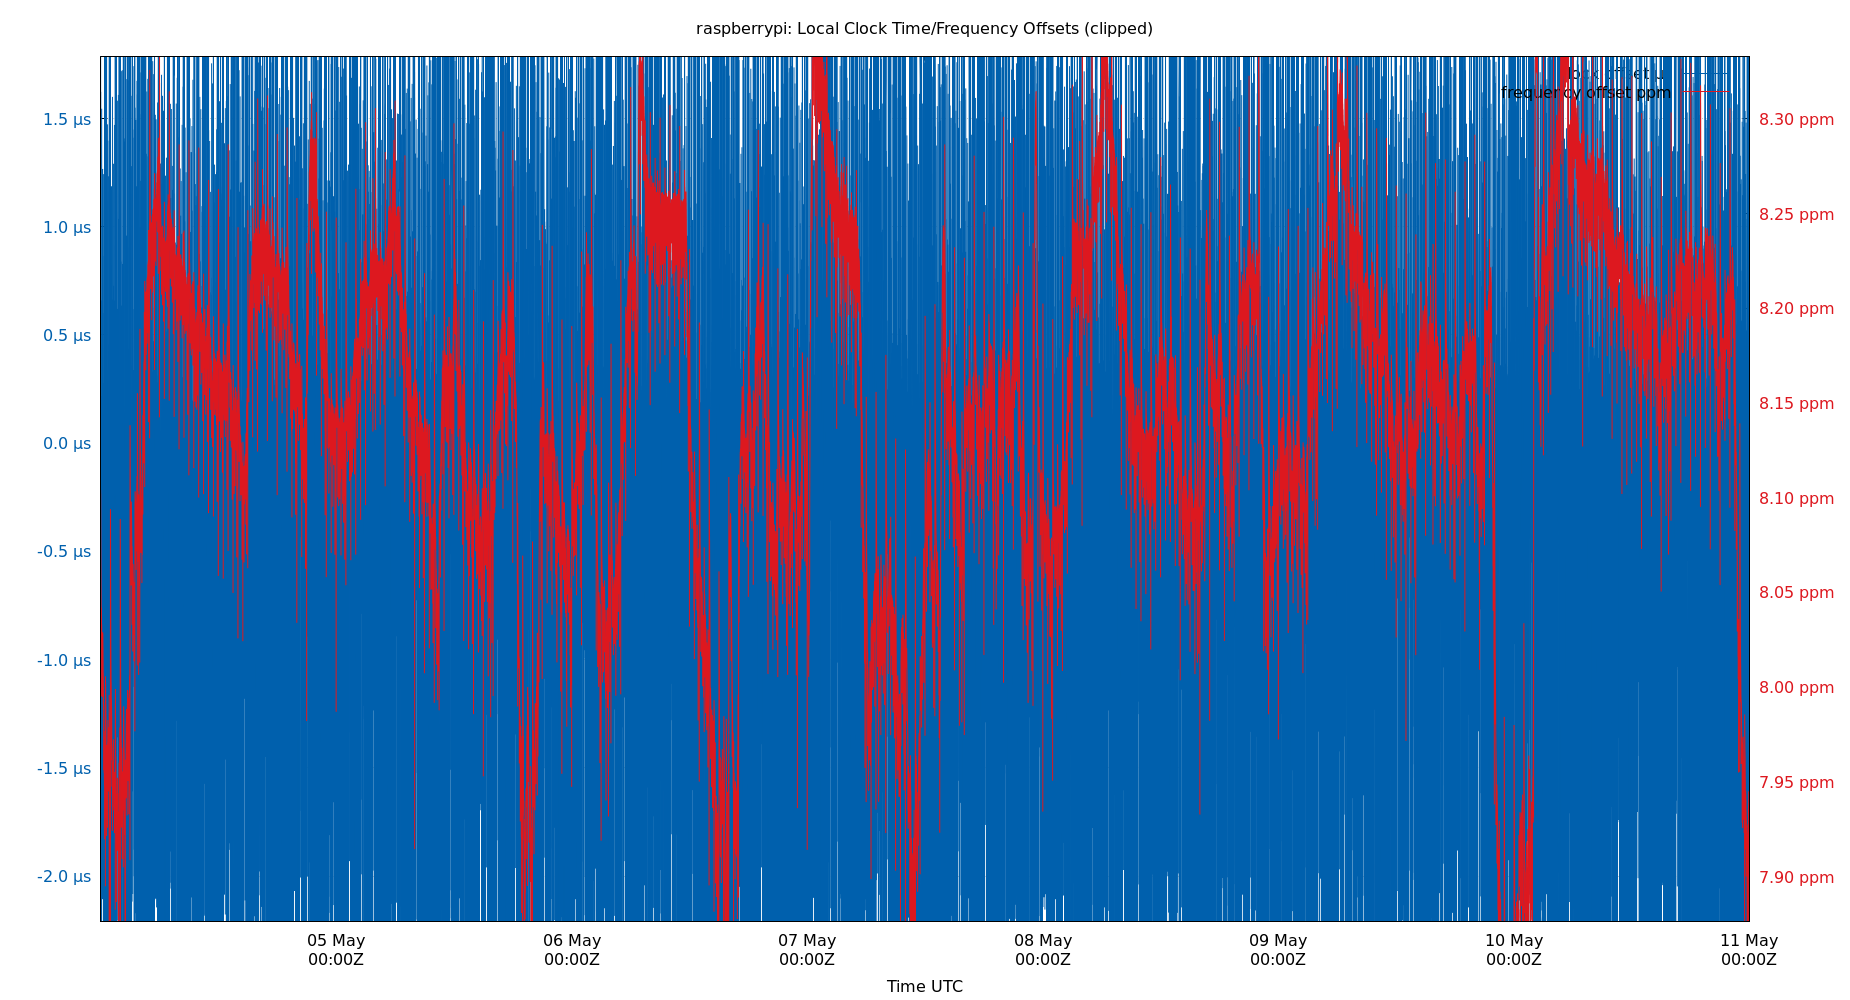 raspberrypi: Local Clock Time/Frequency Offsets (clipped)
frequency offset ppm
1.5 μs
1.0 μs
0.5 μs
0.0 μs
-0.5 μs
-1.0 μs
-1.5 μs
-2.0 μs
8.30 ppm
8.25 ppm
8.20 ppm
8.15 ppm
8.10 ppm
8.05 ppm
8.00 ppm
7.95 ppm
7.90 ppm
05 May
00:00Z
06 May
00:00Z
07 May
00:00Z
08 May
00:00Z
09 May
00:00Z
10 May
00:00Z
11 May
00:00Z
Time UTC